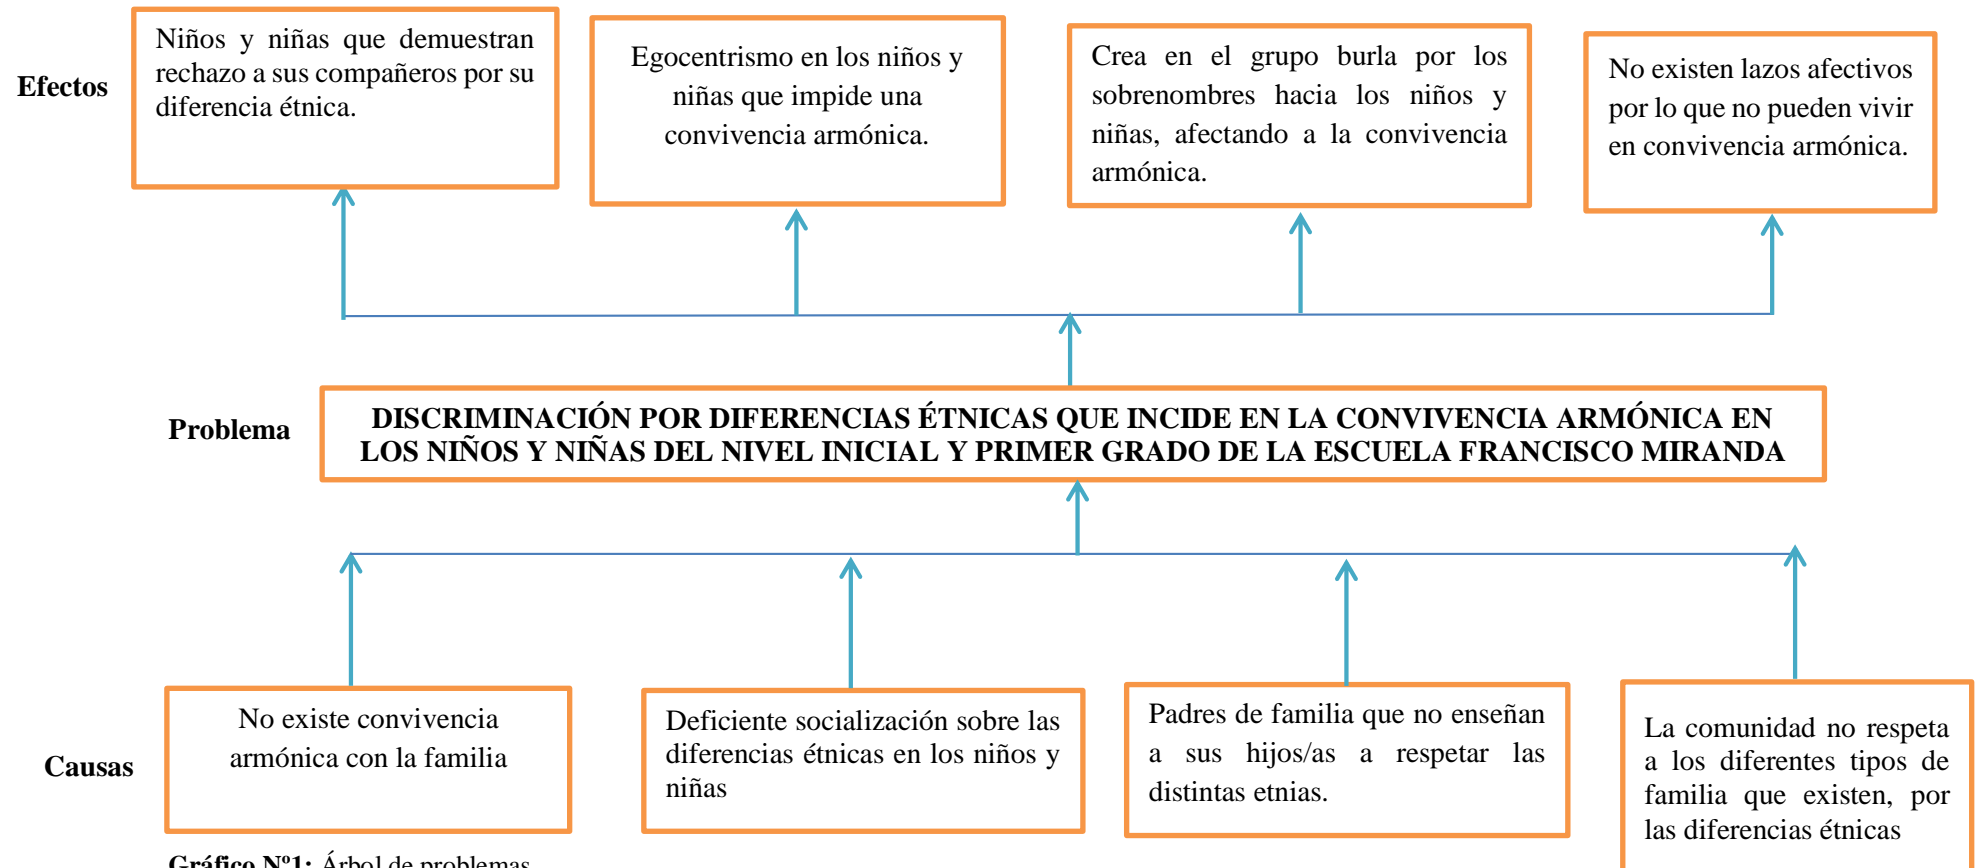 Efectos
Niños y niñas que demuestran
rechazo a sus compañeros por su
diferencia étnica.
Egocentrismo en los niños y
niñas que impide una
convivencia armónica.
Crea en el grupo burla por los
sobrenombres hacia los niños y
niñas, afectando a la convivencia
armónica.
No existen lazos afectivos
por lo que no pueden vivir
en convivencia armónica.
Problema
DISCRIMINACIÓN POR DIFERENCIAS ÉTNICAS QUE INCIDE EN LA CONVIVENCIA ARMÓNICA EN
LOS NIÑOS Y NIÑAS DEL NIVEL INICIAL Y PRIMER GRADO DE LA ESCUELA FRANCISCO MIRANDA
Causas
No existe convivencia
armónica con la familia
Deficiente socialización sobre las
diferencias étnicas en los niños y
niñas
Padres de familia que no enseñan
a sus hijos/as a respetar las
distintas etnias.
La comunidad no respeta
a los diferentes tipos de
familia que existen, por
las diferencias étnicas
Gráfico Nº1: Árbol de problemas